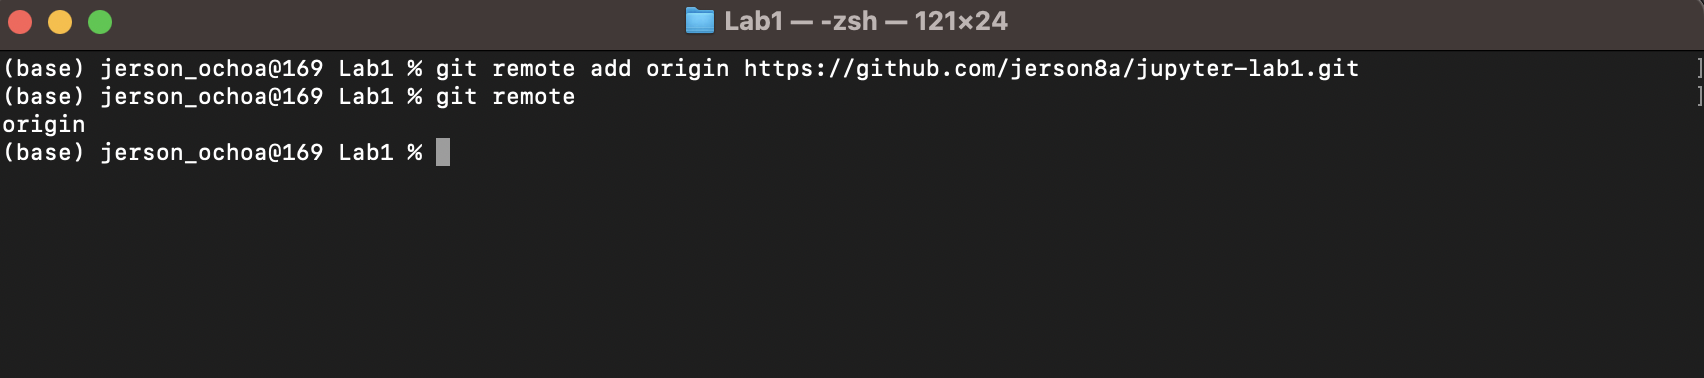 Lab1 — -zsh — 121×24
(base) jerson_ochoa@169 Lab1 % git remote add origin https://github.com/jerson8a/jupyter-lab1.git
(base) jerson_ochoa@169 Lab1 % git remote
origin
(base) jerson_ochoa@169 Lab1 %